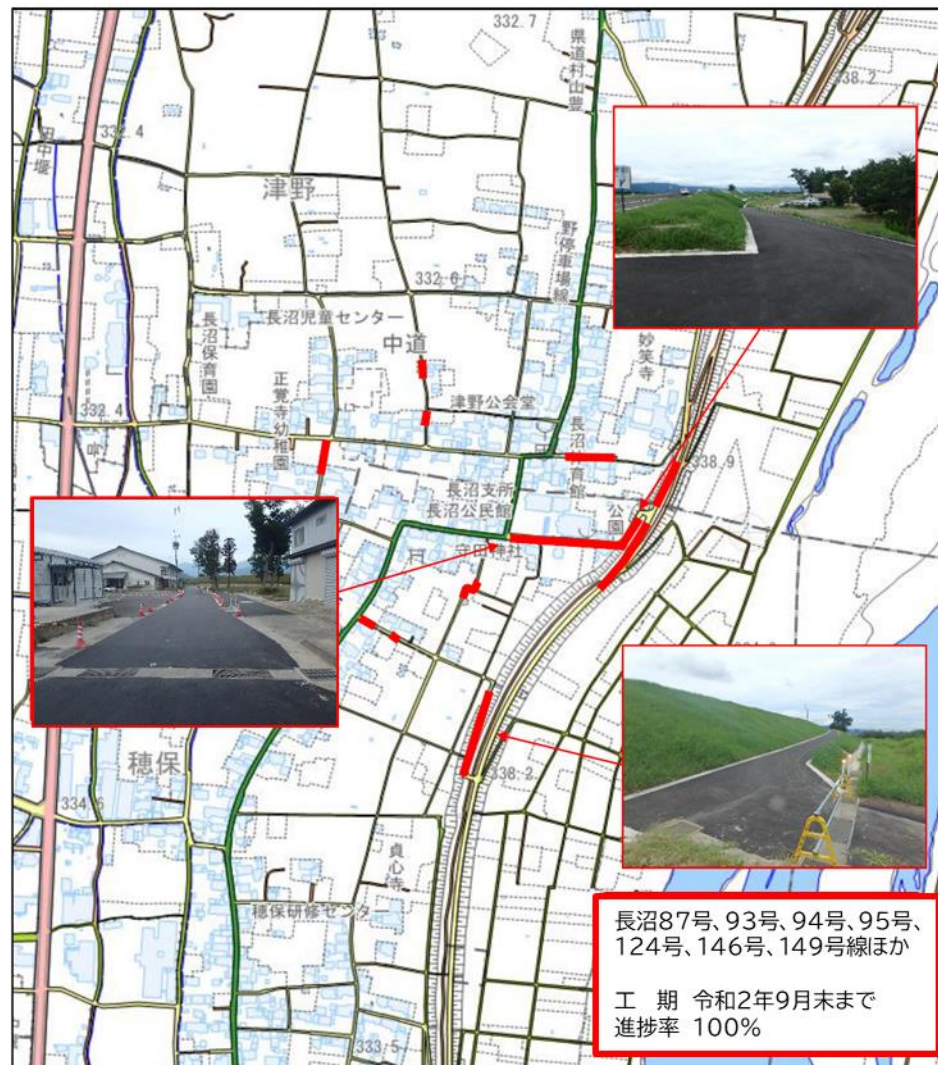 332.7
県道村山豊
338.2
332.4
田中堰
津野
野停車場線
332.6
長沼児童センター
中道
長沼保育園
妙笑寺
正覚寺幼稚園
津野公会堂
332.4
長沼体育館
338.9
長沼支所
長沼公民館
公園
守田神社
338.2
穂保
334.6
貞心寺
穂保研修センター
333.5
長沼87号、93号、94号、95号、
124号、146号、149号線ほか
工 期 令和2年9月末まで
進捗率 100%